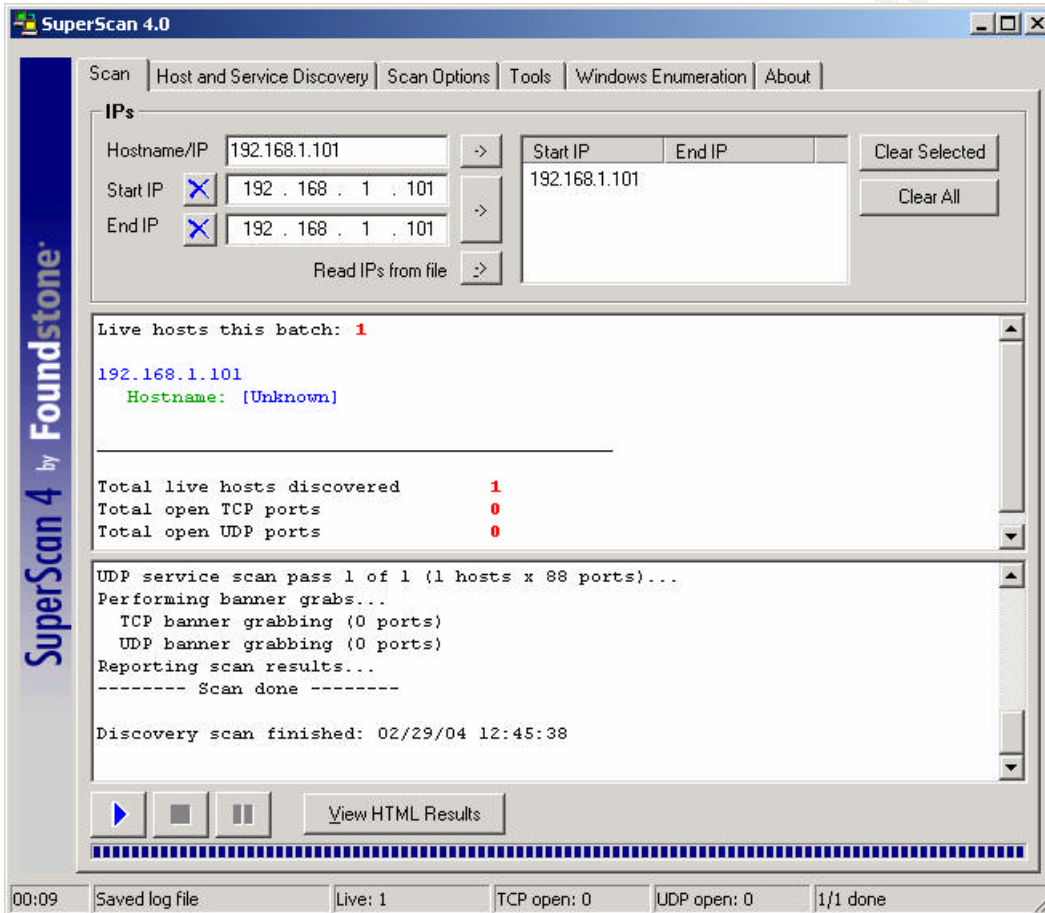 SuperScan 4.0
Scan Host and Service Discovery Scan Options Tools Windows Enumeration About
IPs
Hostname/IP 192.168.1.101 -> Start IP End IP Clear Selected
Start IP 192 . 168 . 1 . 101 192.168.1.101 Clear All
End IP 192 . 168 . 1 . 101 ->
Read IPs from file ->
SuperScan 4 by Foundstone
Live hosts this batch: 1
192.168.1.101
Hostname: [Unknown]
Total live hosts discovered 1
Total open TCP ports 0
Total open UDP ports 0
UDP service scan pass 1 of 1 (1 hosts x 88 ports)...
Performing banner grabs...
TCP banner grabbing (0 ports)
UDP banner grabbing (0 ports)
Reporting scan results...
-------- Scan done --------
Discovery scan finished: 02/29/04 12:45:38
View HTML Results
00:09 Saved log file Live: 1 TCP open: 0 UDP open: 0 1/1 done